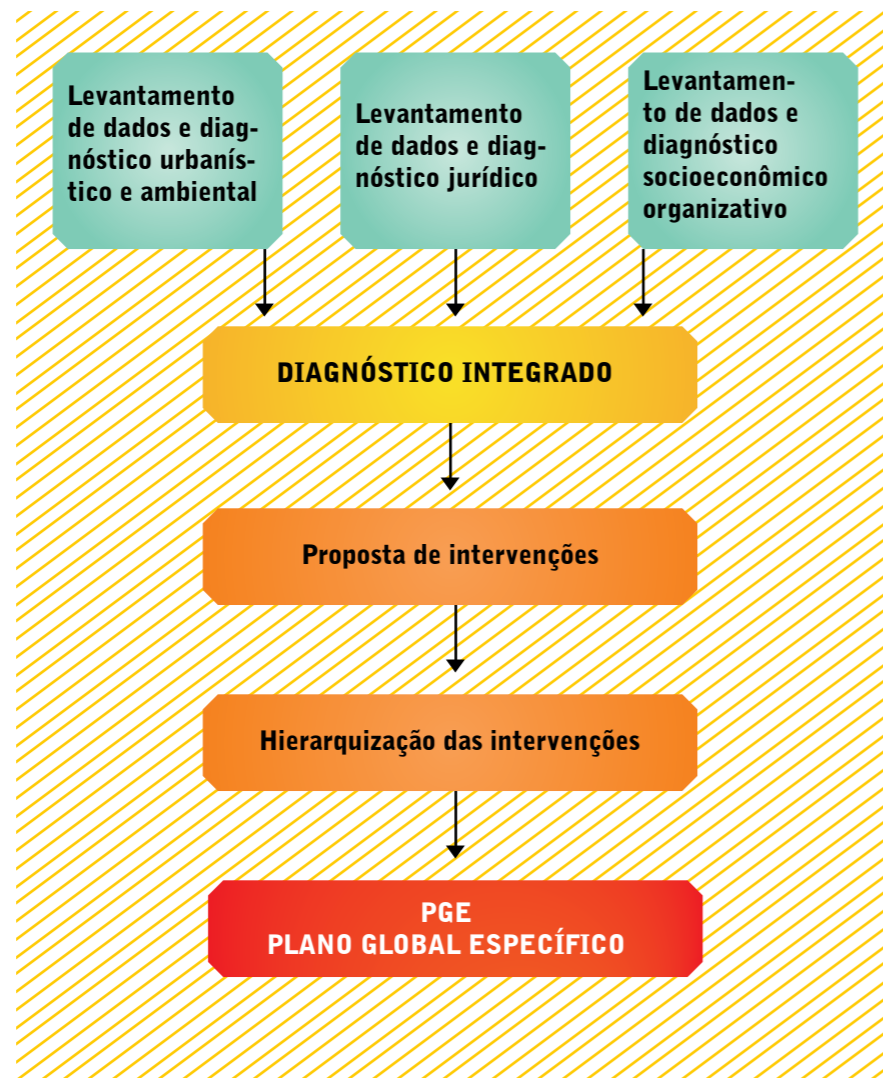 Levantamento
de dados e diag-
nóstico urbanís-
tico e ambiental
Levantamento
de dados e diag-
nóstico jurídico
Levantamen-
to de dados e
diagnóstico
socioeconômico
organizativo
DIAGNÓSTICO INTEGRADO
Proposta de intervenções
Hierarquização das intervenções
PGE
PLANO GLOBAL ESPECÍFICO